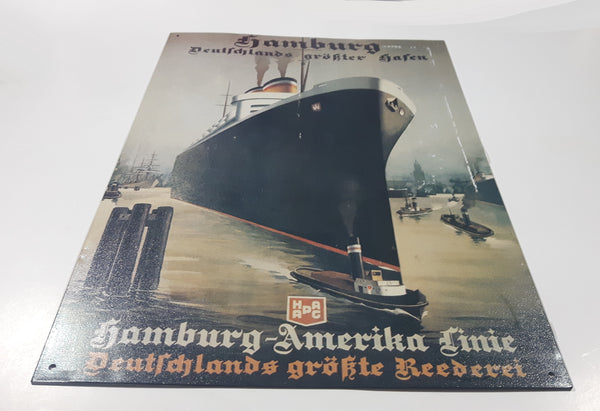 Hamburg
Deutschlands größter Hafen
HAPAG
Hamburg-Amerika Linie
Deutschlands größte Reederei